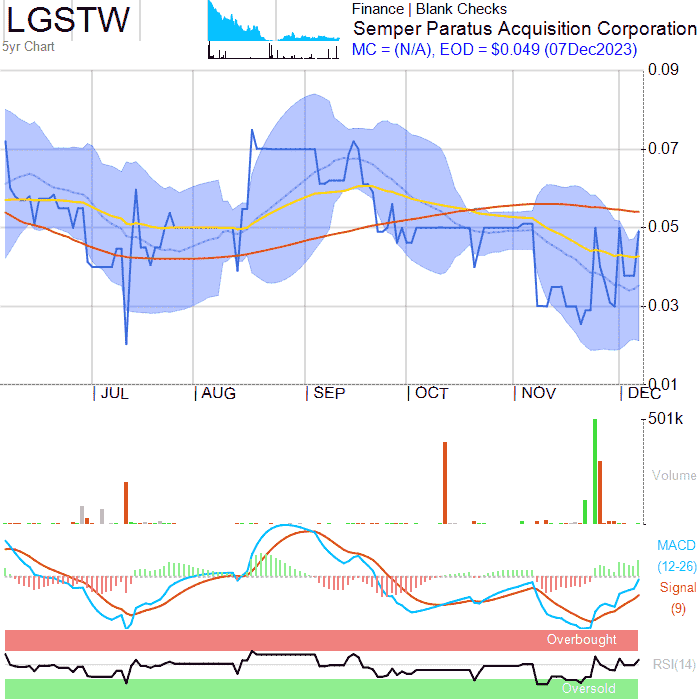 LGSTW
5yr Chart
Finance | Blank Checks
Semper Paratus Acquisition Corporation
MC = (N/A), EOD = $0.049 (07Dec2023)
0.09
0.07
0.05
0.03
0.01
JUL AUG SEP OCT NOV DEC
501k
Volume
MACD
(12-26)
Signal
(9)
Overbought
RSI(14)
Oversold